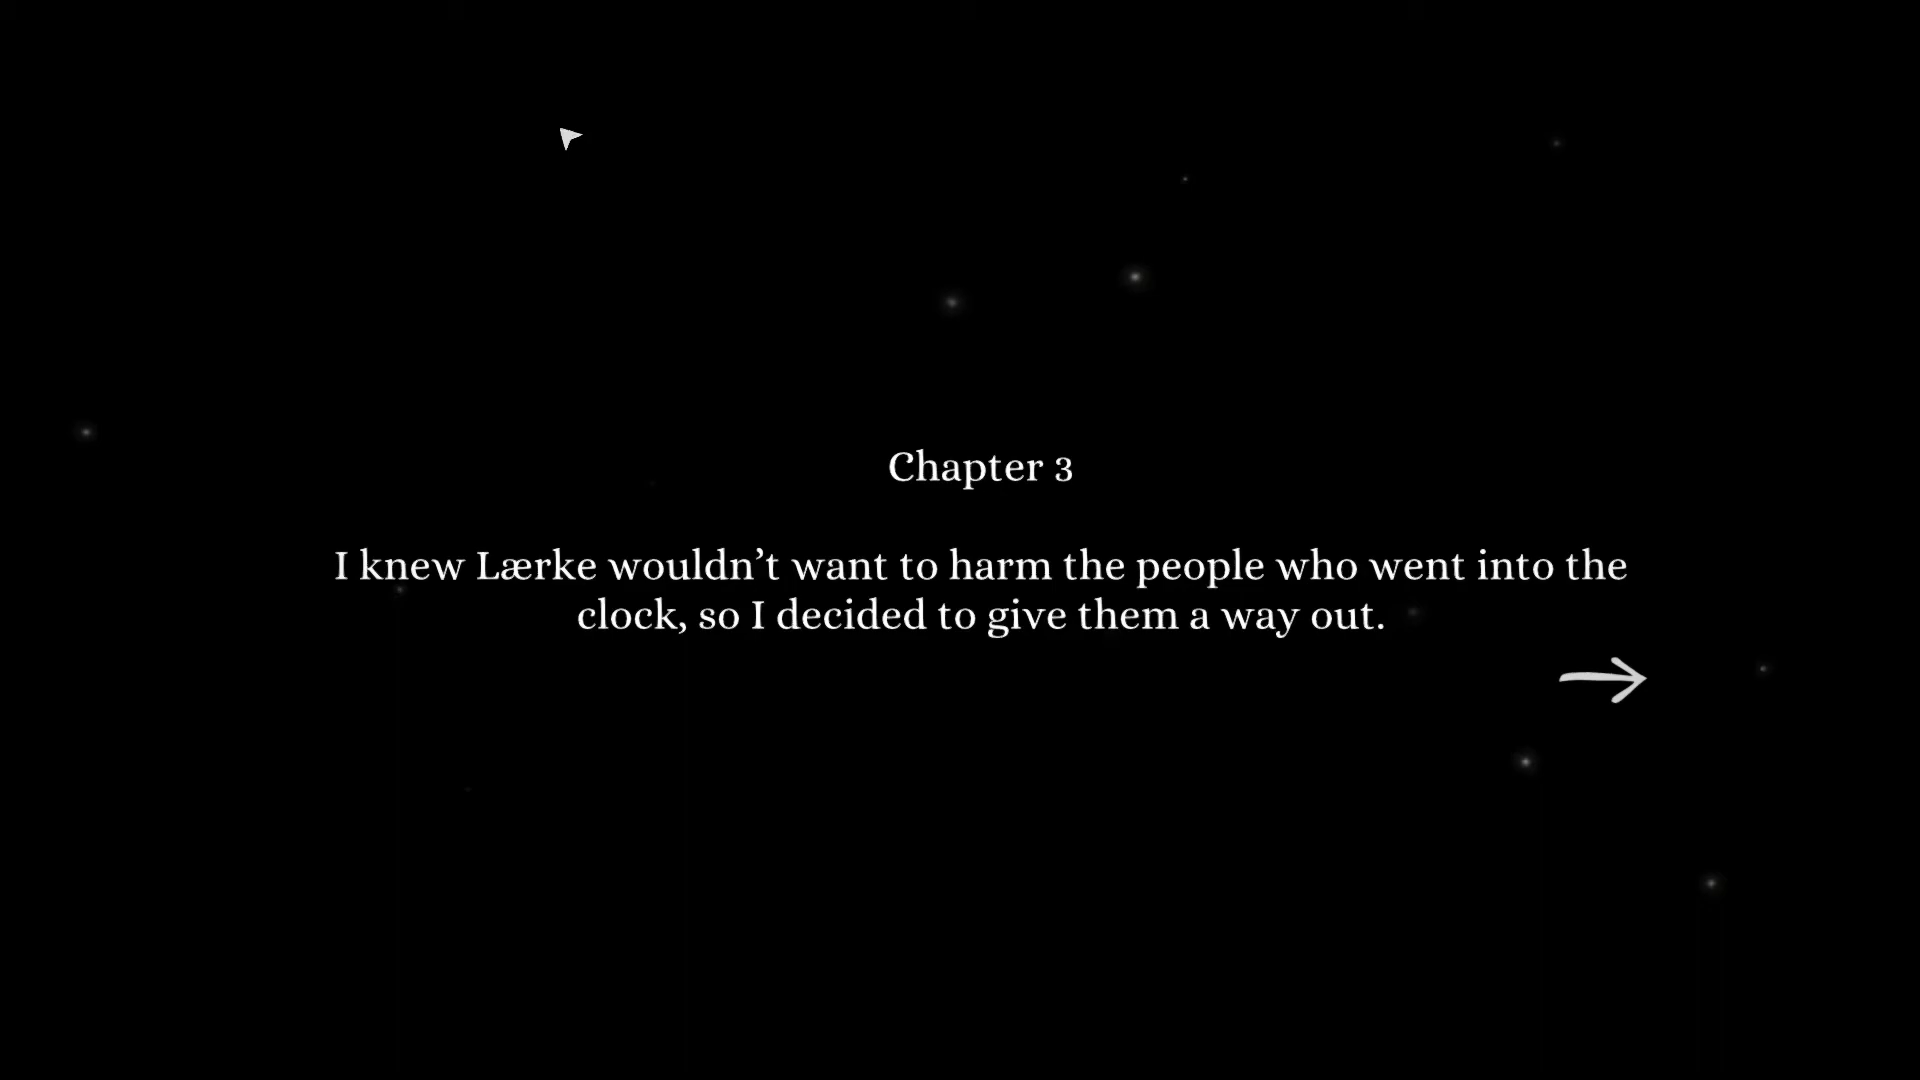 Chapter 3
I knew Lærke wouldn’t want to harm the people who went into the
clock, so I decided to give them a way out.